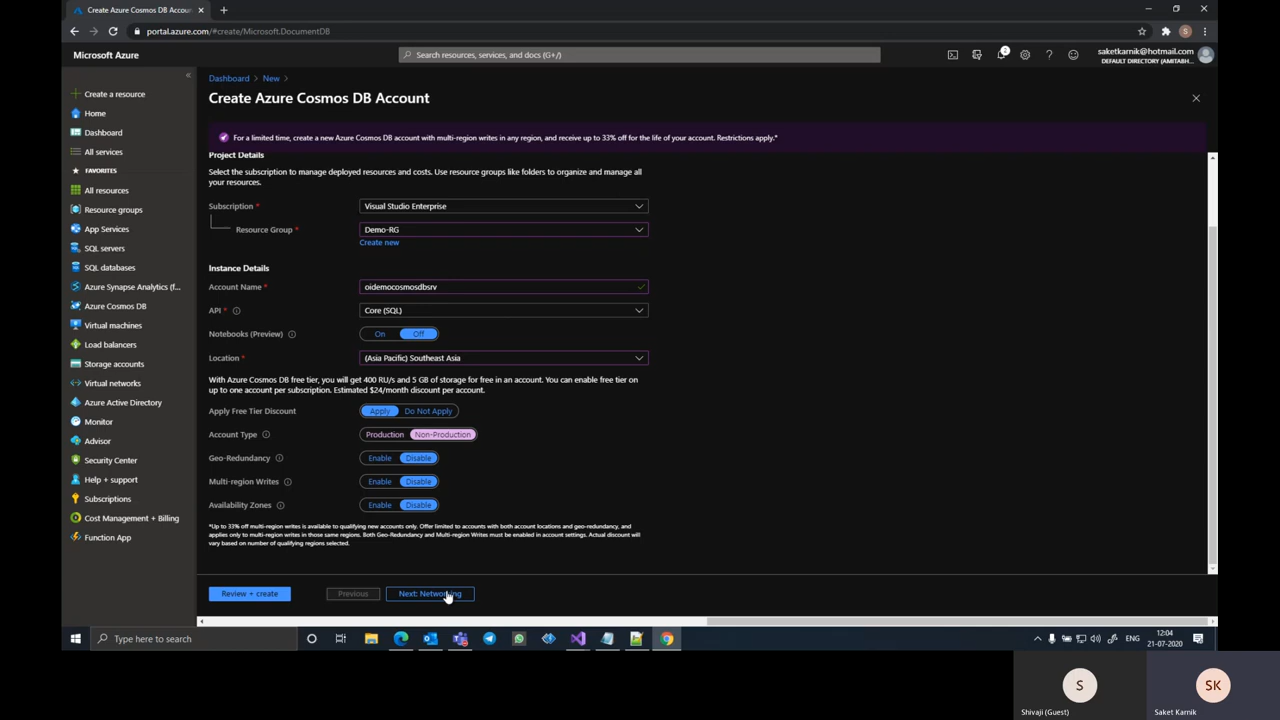 Create Azure Cosmos DB Accoun
portal.azure.com/#create/Microsoft.DocumentDB
S
Microsoft Azure
Search resources, services, and docs (G+/)
2
saketkarnik@hotmail.com
DEFAULT DIRECTORY (AMITABH...
Create a resource
Home
Dashboard
All services
FAVORITES
All resources
Resource groups
App Services
SQL servers
SQL databases
Azure Synapse Analytics (f...
Azure Cosmos DB
Virtual machines
Load balancers
Storage accounts
Virtual networks
Azure Active Directory
Monitor
Advisor
Security Center
Help + support
Subscriptions
Cost Management + Billing
Function App
Dashboard > New >
Create Azure Cosmos DB Account
For a limited time, create a new Azure Cosmos DB account with multi-region writes in any region, and receive up to 33% off for the life of your account. Restrictions apply.*
Project Details
Select the subscription to manage deployed resources and costs. Use resource groups like folders to organize and manage all
your resources.
Subscription * Visual Studio Enterprise
Resource Group * Demo-RG
Create new
Instance Details
Account Name * oidemocosmosdbsrv
API * Core (SQL)
Notebooks (Preview) On Off
Location * (Asia Pacific) Southeast Asia
With Azure Cosmos DB free tier, you will get 400 RU/s and 5 GB of storage for free in an account. You can enable free tier on
up to one account per subscription. Estimated $24/month discount per account.
Apply Free Tier Discount Apply Do Not Apply
Account Type Production Non-Production
Geo-Redundancy Enable Disable
Multi-region Writes Enable Disable
Availability Zones Enable Disable
*Up to 33% off multi-region writes is available to qualifying new accounts only. Offer limited to accounts with both account locations and geo-redundancy, and
applies only to multi-region writes in those same regions. Both Geo-Redundancy and Multi-region Writes must be enabled in account settings. Actual discount will
vary based on number of qualifying regions selected.
Review + create Previous Next: Networking
Type here to search
ENG
12:04
21-07-2020
S
Shivaji (Guest)
SK
Saket Karnik